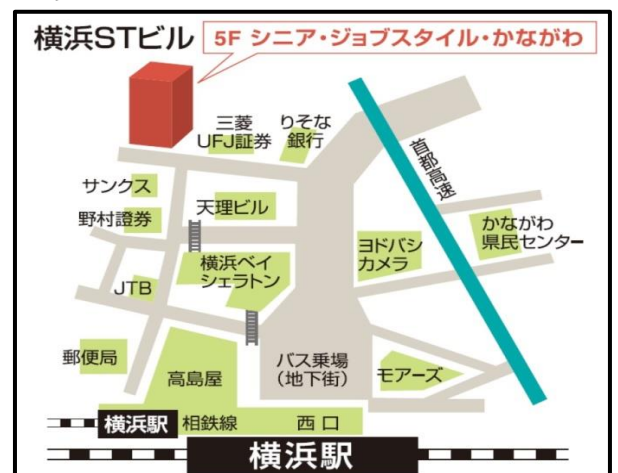 横浜STビル
5F シニア・ジョブスタイル・かながわ
三菱
UFJ証券
りそな
銀行
首都高速
サンクス
野村證券
天理ビル
かながわ
県民センター
ヨドバシ
カメラ
横浜ベイ
シェラトン
JTB
郵便局
高島屋
バス乗場
(地下街)
モアーズ
横浜駅
相鉄線
西口
横浜駅